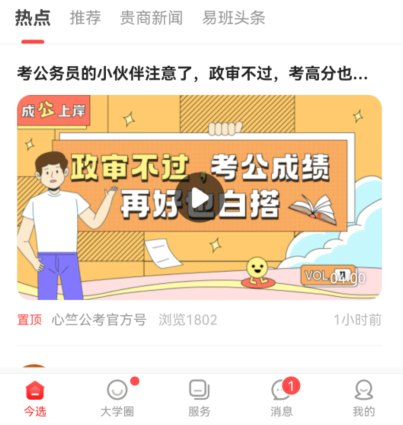 热点 推荐 贵商新闻 易班头条
考公务员的小伙伴注意了，政审不过，考高分也...
成公上岸
政审不过，考公成绩
再好也白搭
VOL.
04:00
置顶 心竺公考官方号 浏览1802 1小时前
1
今选 大学圈 服务 消息 我的